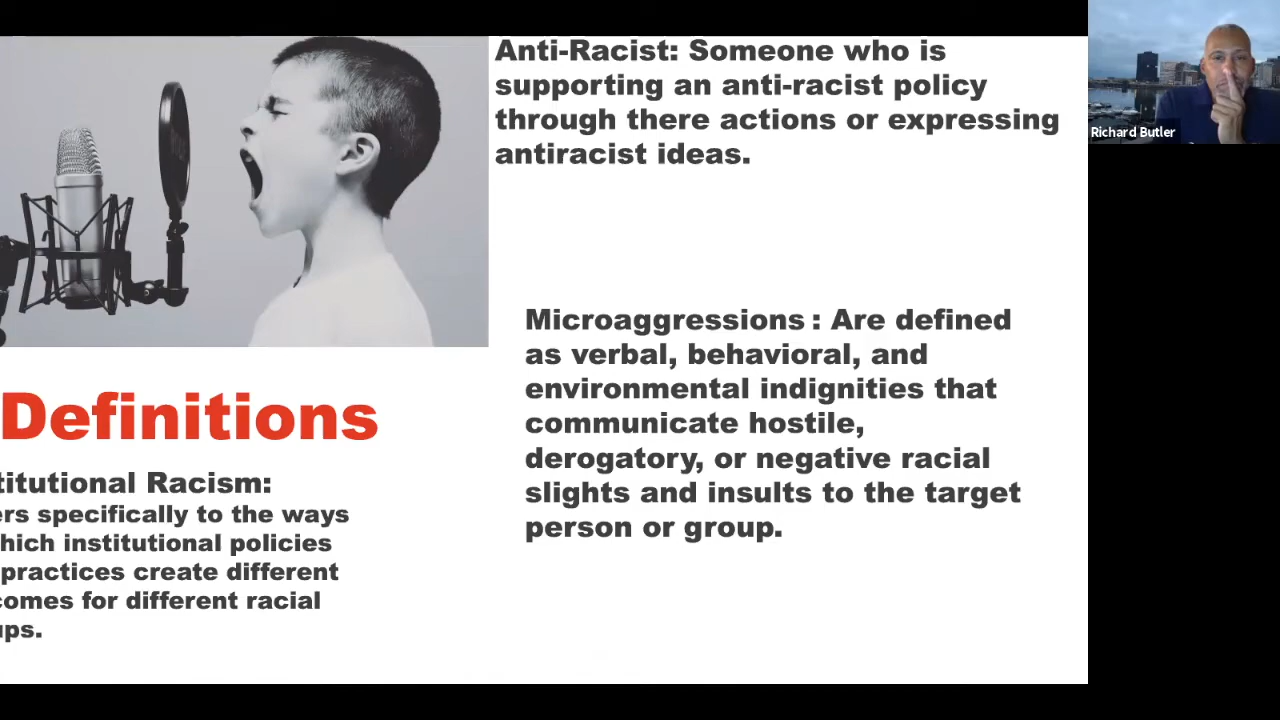 Anti-Racist: Someone who is
supporting an anti-racist policy
through there actions or expressing
antiracist ideas.
Richard Butler
Microaggressions : Are defined
as verbal, behavioral, and
environmental indignities that
communicate hostile,
derogatory, or negative racial
slights and insults to the target
person or group.
Definitions
titutional Racism:
ers specifically to the ways
hich institutional policies
practices create different
comes for different racial
ups.